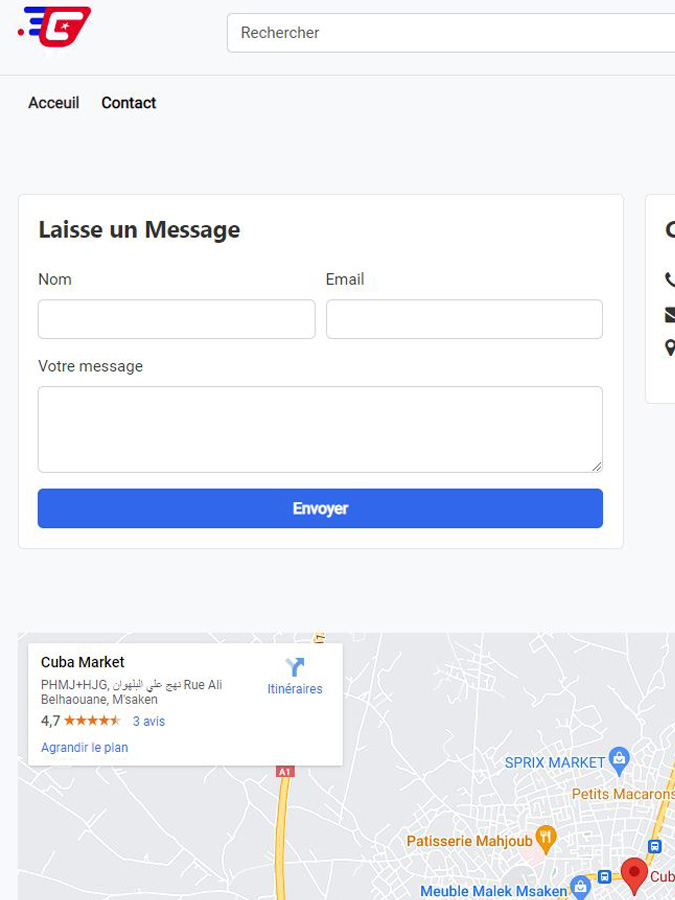 Rechercher
Acceuil Contact
Laisse un Message
Nom Email
Votre message
Envoyer
Cuba Market
PHMJ+HJG, نهج علي البلهوان Rue Ali
Belhaouane, M'saken
4,7 3 avis
Itinéraires
Agrandir le plan
A1
SPRIX MARKET
Petits Macarons
Patisserie Mahjoub
Cub
Meuble Malek Msaken